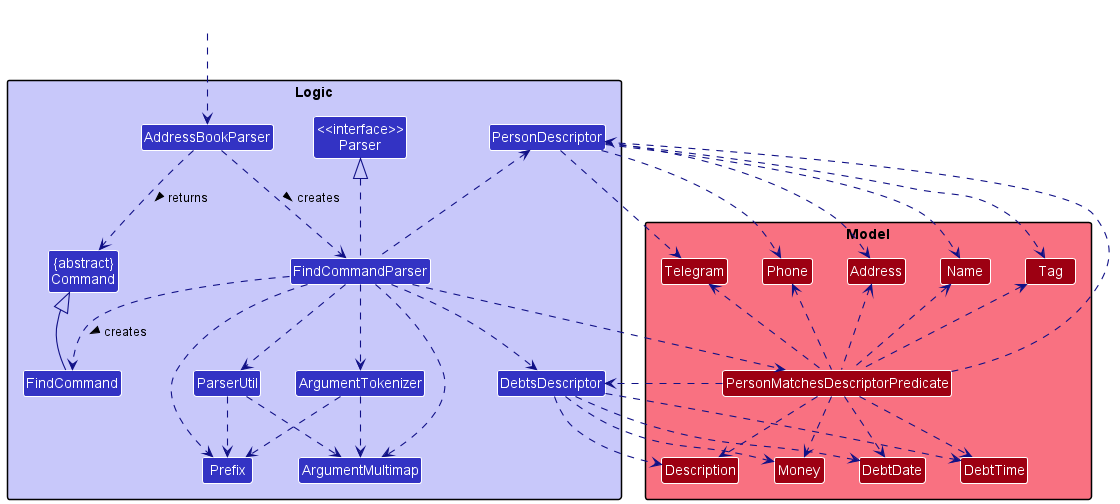 Logic
AddressBookParser
<<interface>>
Parser
PersonDescriptor
returns
creates
Model
{abstract}
Command
FindCommandParser
Telegram
Phone
Address
Name
Tag
creates
FindCommand
ParserUtil
ArgumentTokenizer
DebtsDescriptor
PersonMatchesDescriptorPredicate
Prefix
ArgumentMultimap
Description
Money
DebtDate
DebtTime